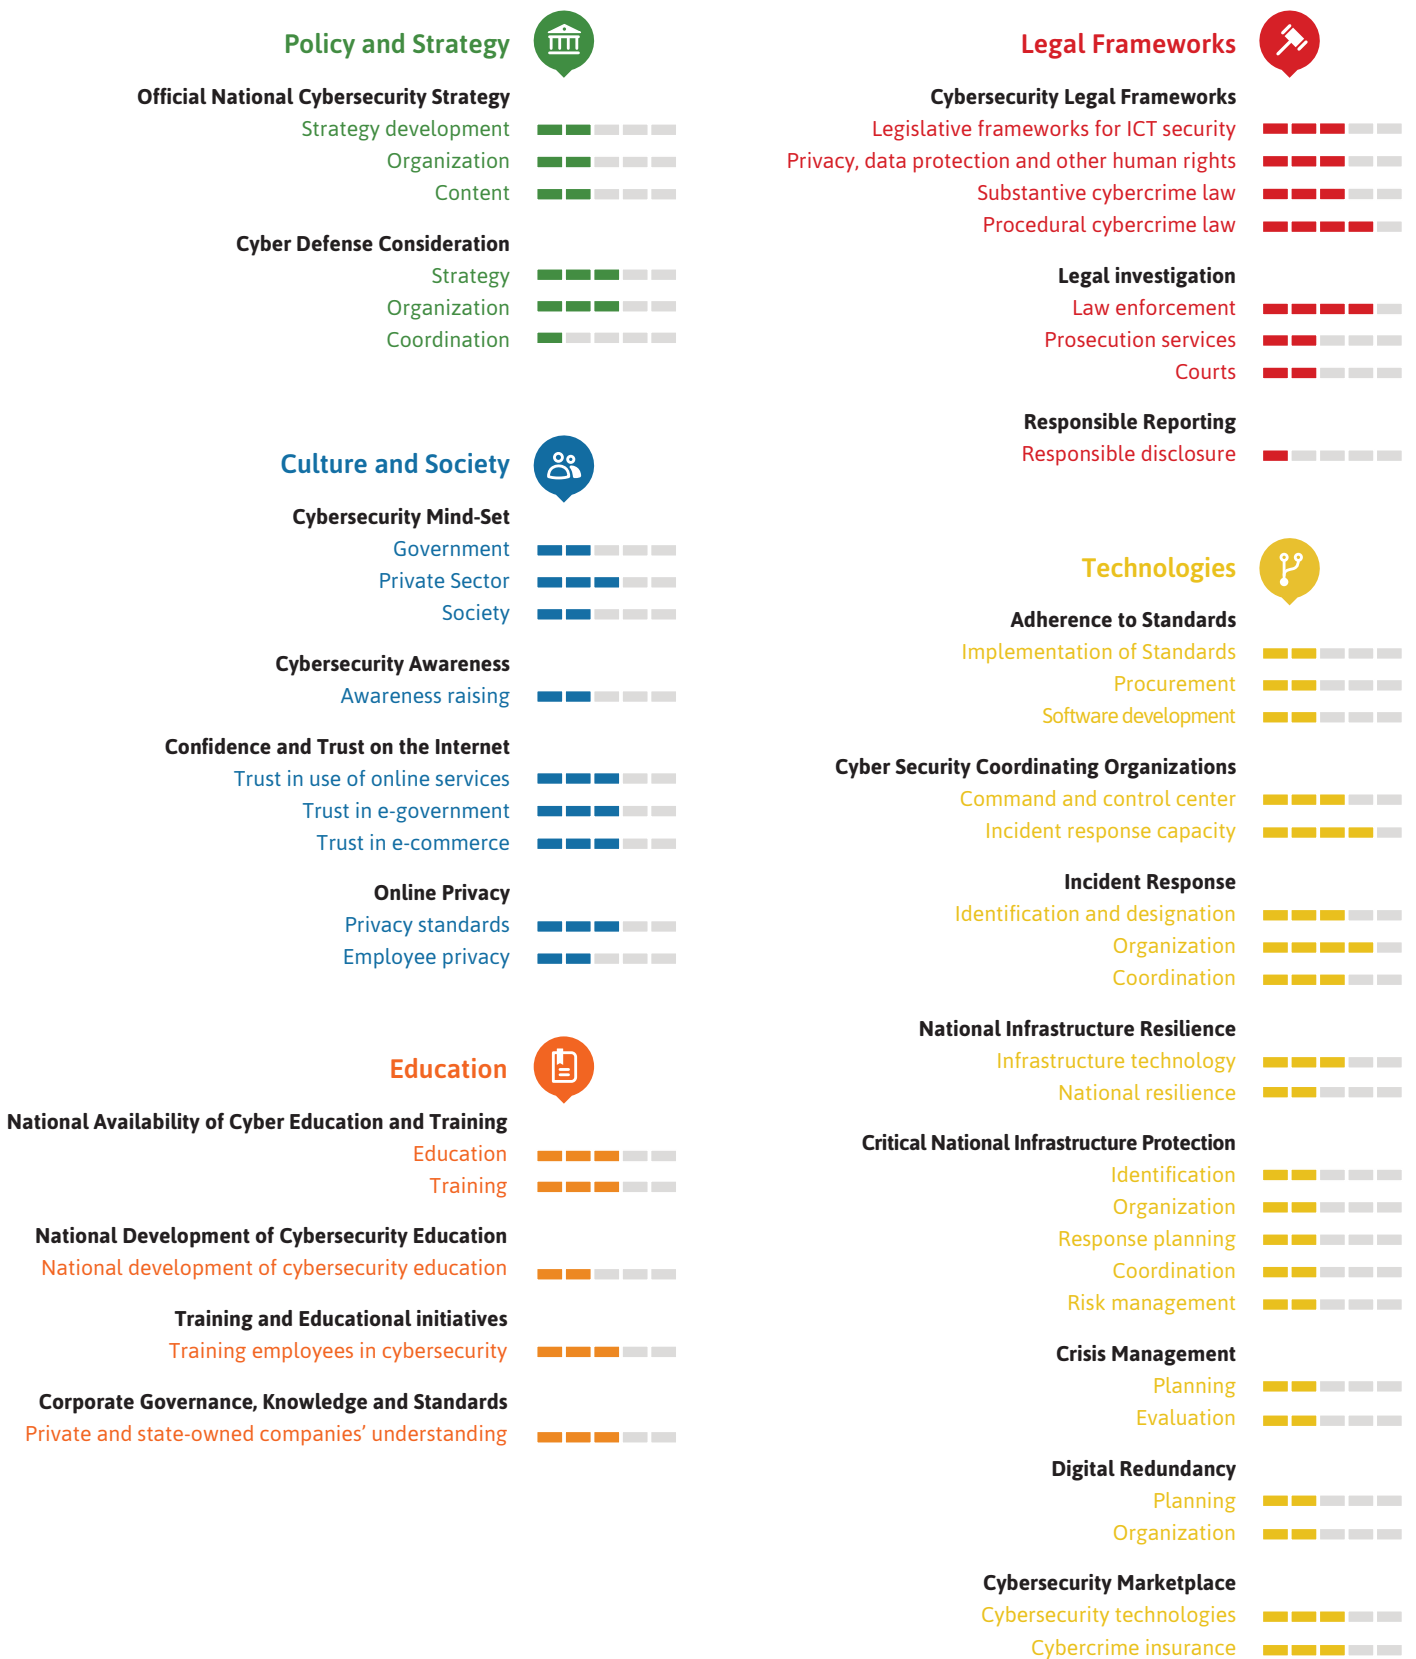 Policy and Strategy
Official National Cybersecurity Strategy
Strategy development
Organization
Content
Cyber Defense Consideration
Strategy
Organization
Coordination
Culture and Society
Cybersecurity Mind-Set
Government
Private Sector
Society
Cybersecurity Awareness
Awareness raising
Confidence and Trust on the Internet
Trust in use of online services
Trust in e-government
Trust in e-commerce
Online Privacy
Privacy standards
Employee privacy
Education
National Availability of Cyber Education and Training
Education
Training
National Development of Cybersecurity Education
National development of cybersecurity education
Training and Educational initiatives
Training employees in cybersecurity
Corporate Governance, Knowledge and Standards
Private and state-owned companies’ understanding
Legal Frameworks
Cybersecurity Legal Frameworks
Legislative frameworks for ICT security
Privacy, data protection and other human rights
Substantive cybercrime law
Procedural cybercrime law
Legal investigation
Law enforcement
Prosecution services
Courts
Responsible Reporting
Responsible disclosure
Technologies
Adherence to Standards
Implementation of Standards
Procurement
Software development
Cyber Security Coordinating Organizations
Command and control center
Incident response capacity
Incident Response
Identification and designation
Organization
Coordination
National Infrastructure Resilience
Infrastructure technology
National resilience
Critical National Infrastructure Protection
Identification
Organization
Response planning
Coordination
Risk management
Crisis Management
Planning
Evaluation
Digital Redundancy
Planning
Organization
Cybersecurity Marketplace
Cybersecurity technologies
Cybercrime insurance